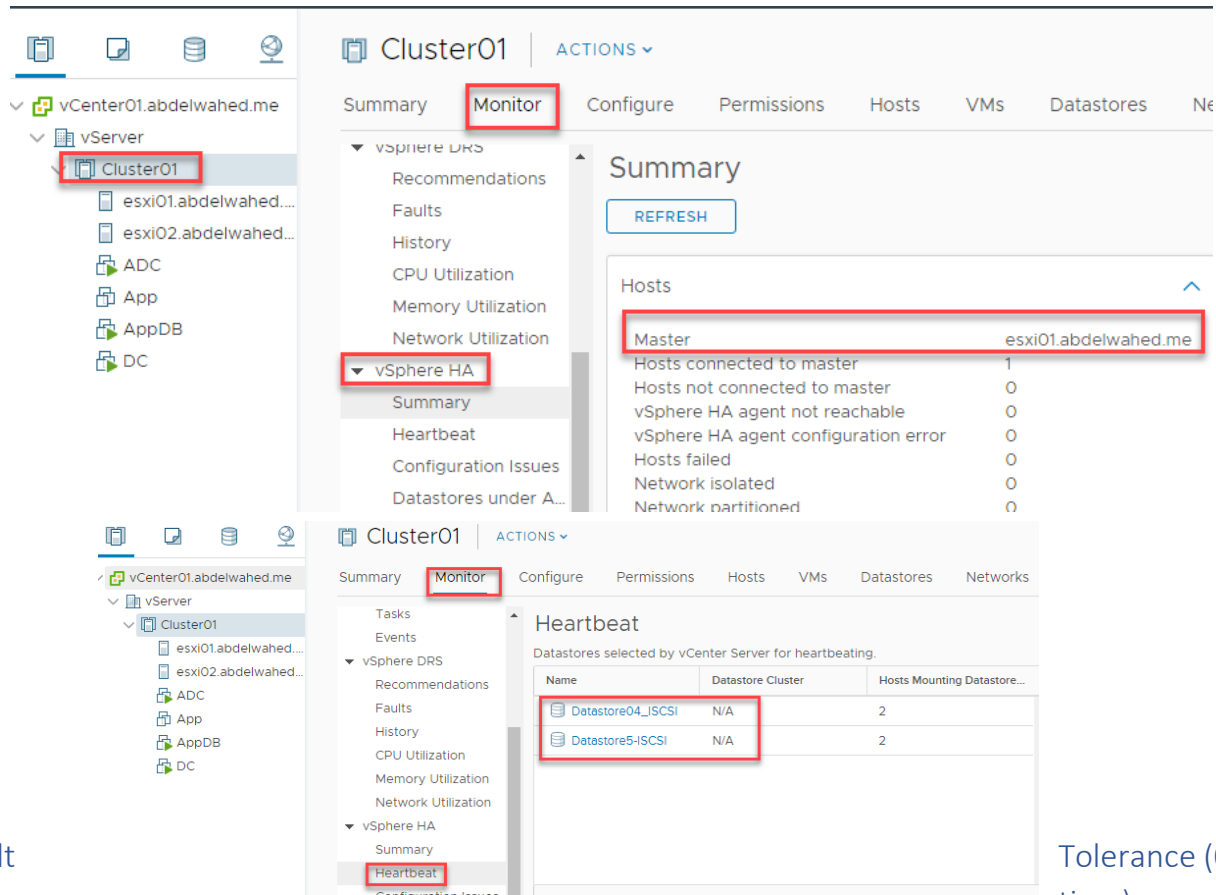 Cluster01 ACTIONS
vCenter01.abdelwahed.me
vServer
Cluster01
esxi01.abdelwahed....
esxi02.abdelwahed...
ADC
App
AppDB
DC
Summary Monitor Configure Permissions Hosts VMs Datastores Ne
vSphere DRS
Recommendations
Faults
History
CPU Utilization
Memory Utilization
Network Utilization
vSphere HA
Summary
Heartbeat
Configuration Issues
Datastores under A...
Summary
REFRESH
Hosts
Master esxi01.abdelwahed.me
Hosts connected to master 1
Hosts not connected to master 0
vSphere HA agent not reachable 0
vSphere HA agent configuration error 0
Hosts failed 0
Network isolated 0
Network partitioned 0
Cluster01 ACTIONS
vCenter01.abdelwahed.me
vServer
Cluster01
esxi01.abdelwahed....
esxi02.abdelwahed...
ADC
App
AppDB
DC
Summary Monitor Configure Permissions Hosts VMs Datastores Networks
Tasks
Events
vSphere DRS
Recommendations
Faults
History
CPU Utilization
Memory Utilization
Network Utilization
vSphere HA
Summary
Heartbeat
Configuration Issues
Heartbeat
Datastores selected by vCenter Server for heartbeating.
Name Datastore Cluster Hosts Mounting Datastore...
Datastore04_ISCSI N/A 2
Datastore5-ISCSI N/A 2
lt Tolerance (